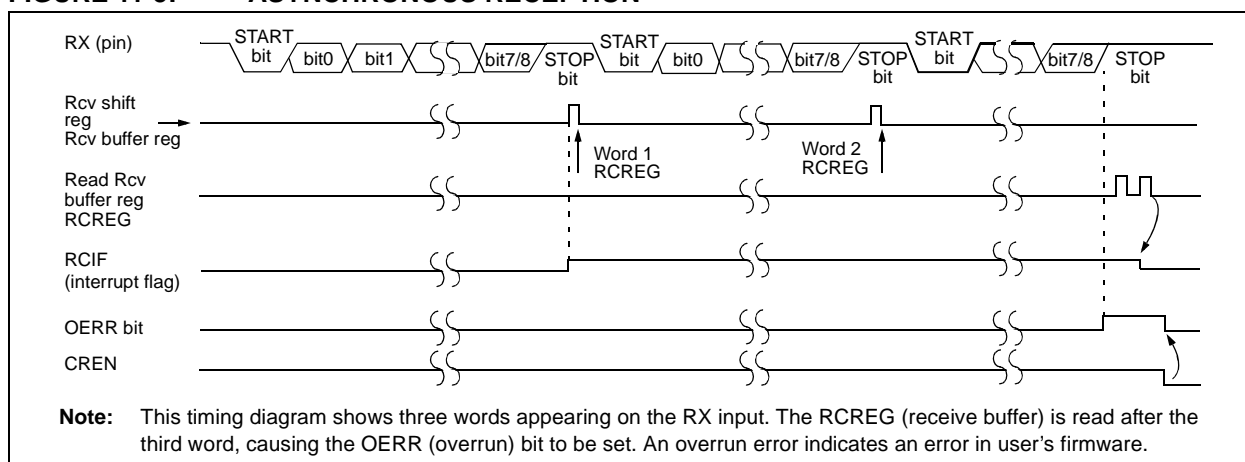 RX (pin)
START
bit
bit0
bit1
bit7/8
STOP
bit
START
bit
bit0
bit7/8
STOP
bit
START
bit
bit7/8
STOP
bit
Rcv shift
reg
Rcv buffer reg
Word 1
RCREG
Word 2
RCREG
Read Rcv
buffer reg
RCREG
RCIF
(interrupt flag)
OERR bit
CREN
Note: This timing diagram shows three words appearing on the RX input. The RCREG (receive buffer) is read after the
third word, causing the OERR (overrun) bit to be set. An overrun error indicates an error in user's firmware.